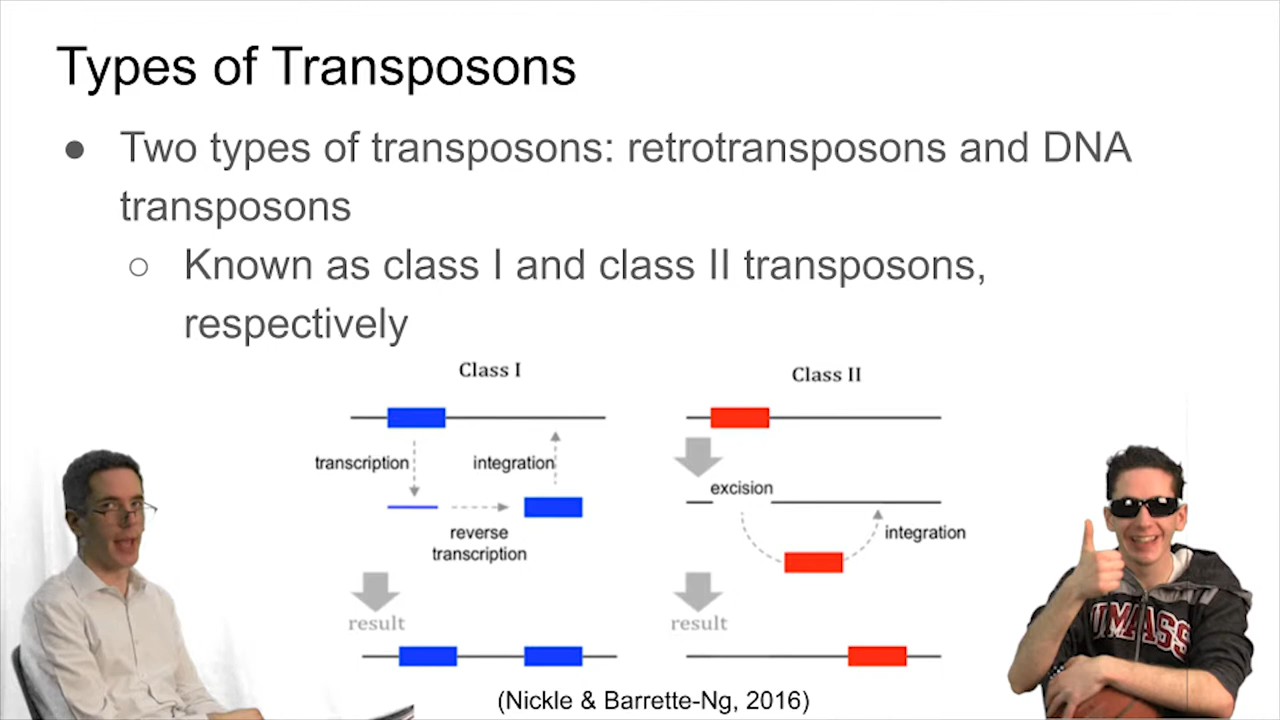 Types of Transposons
● Two types of transposons: retrotransposons and DNA
transposons
○ Known as class I and class II transposons,
respectively
Class I
transcription
integration
reverse
transcription
result
Class II
excision
integration
result
UMASS
(Nickle & Barrette-Ng, 2016)